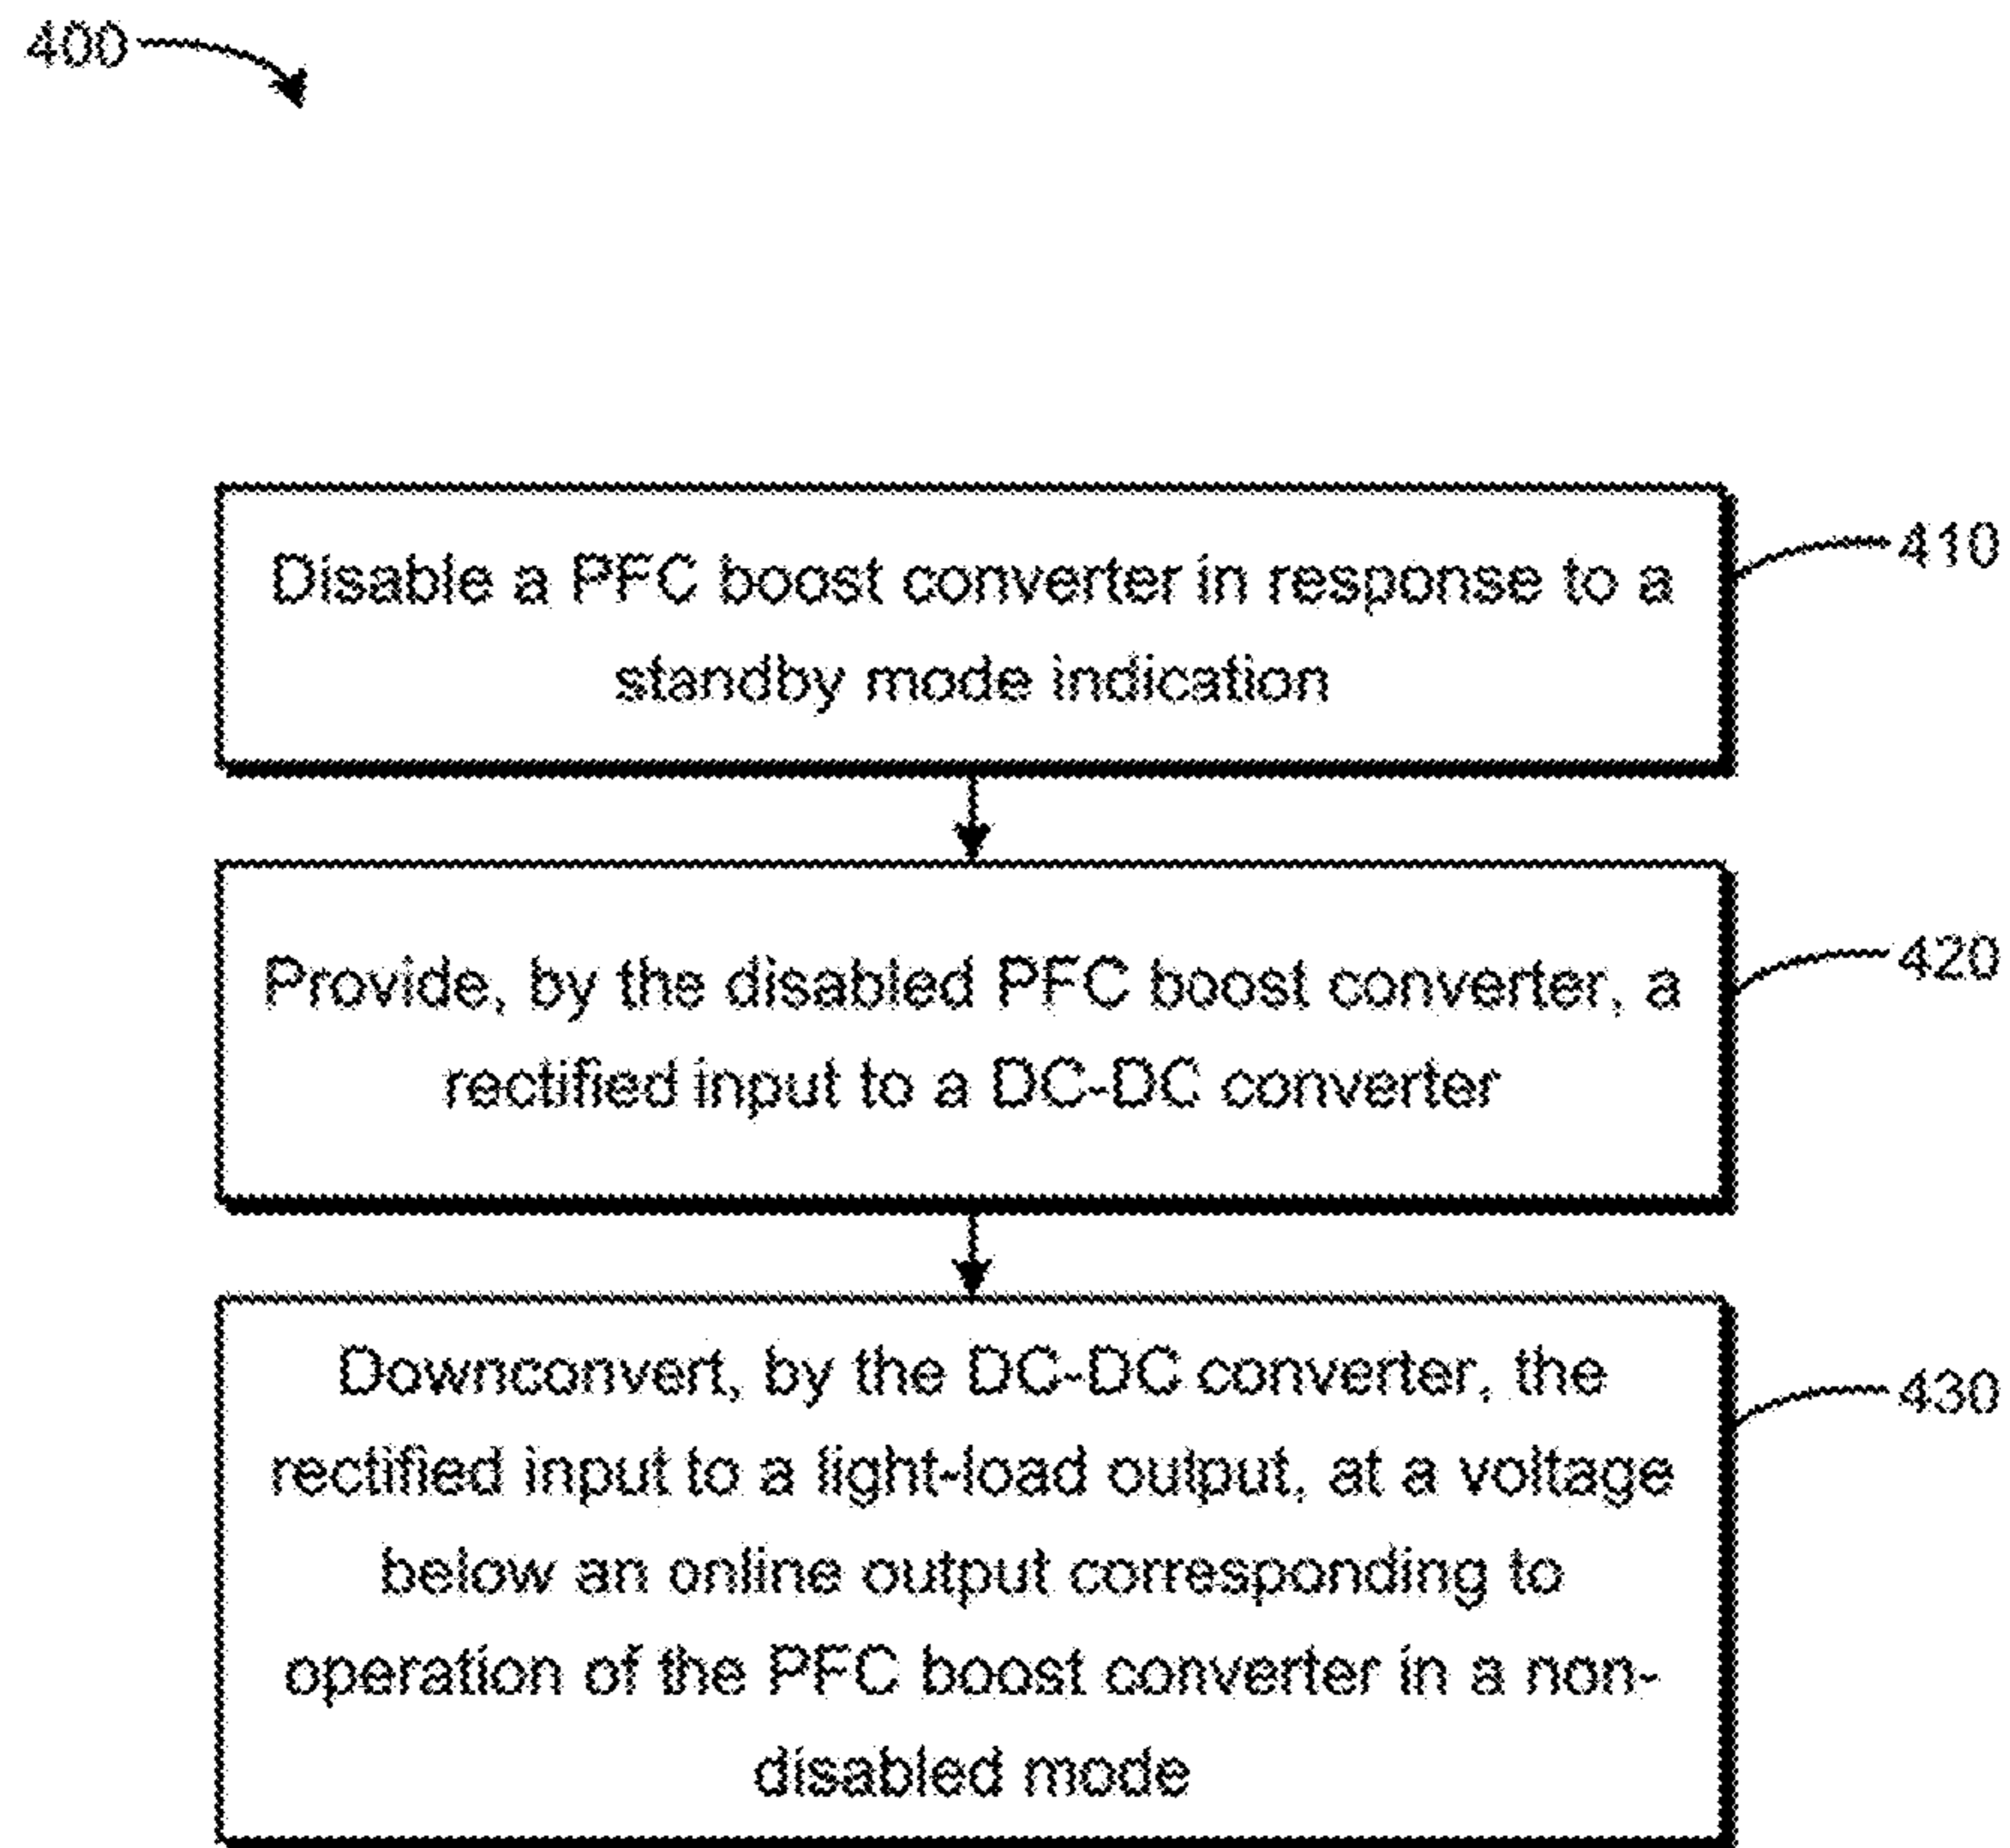 400
Disable a PFC boost converter in response to a
standby mode indication
410
Provide, by the disabled PFC boost converter, a
rectified input to a DC-DC converter
420
Downconvert, by the DC-DC converter, the
rectified input to a light-load output, at a voltage
below an online output corresponding to
operation of the PFC boost converter in a non-
disabled mode
430